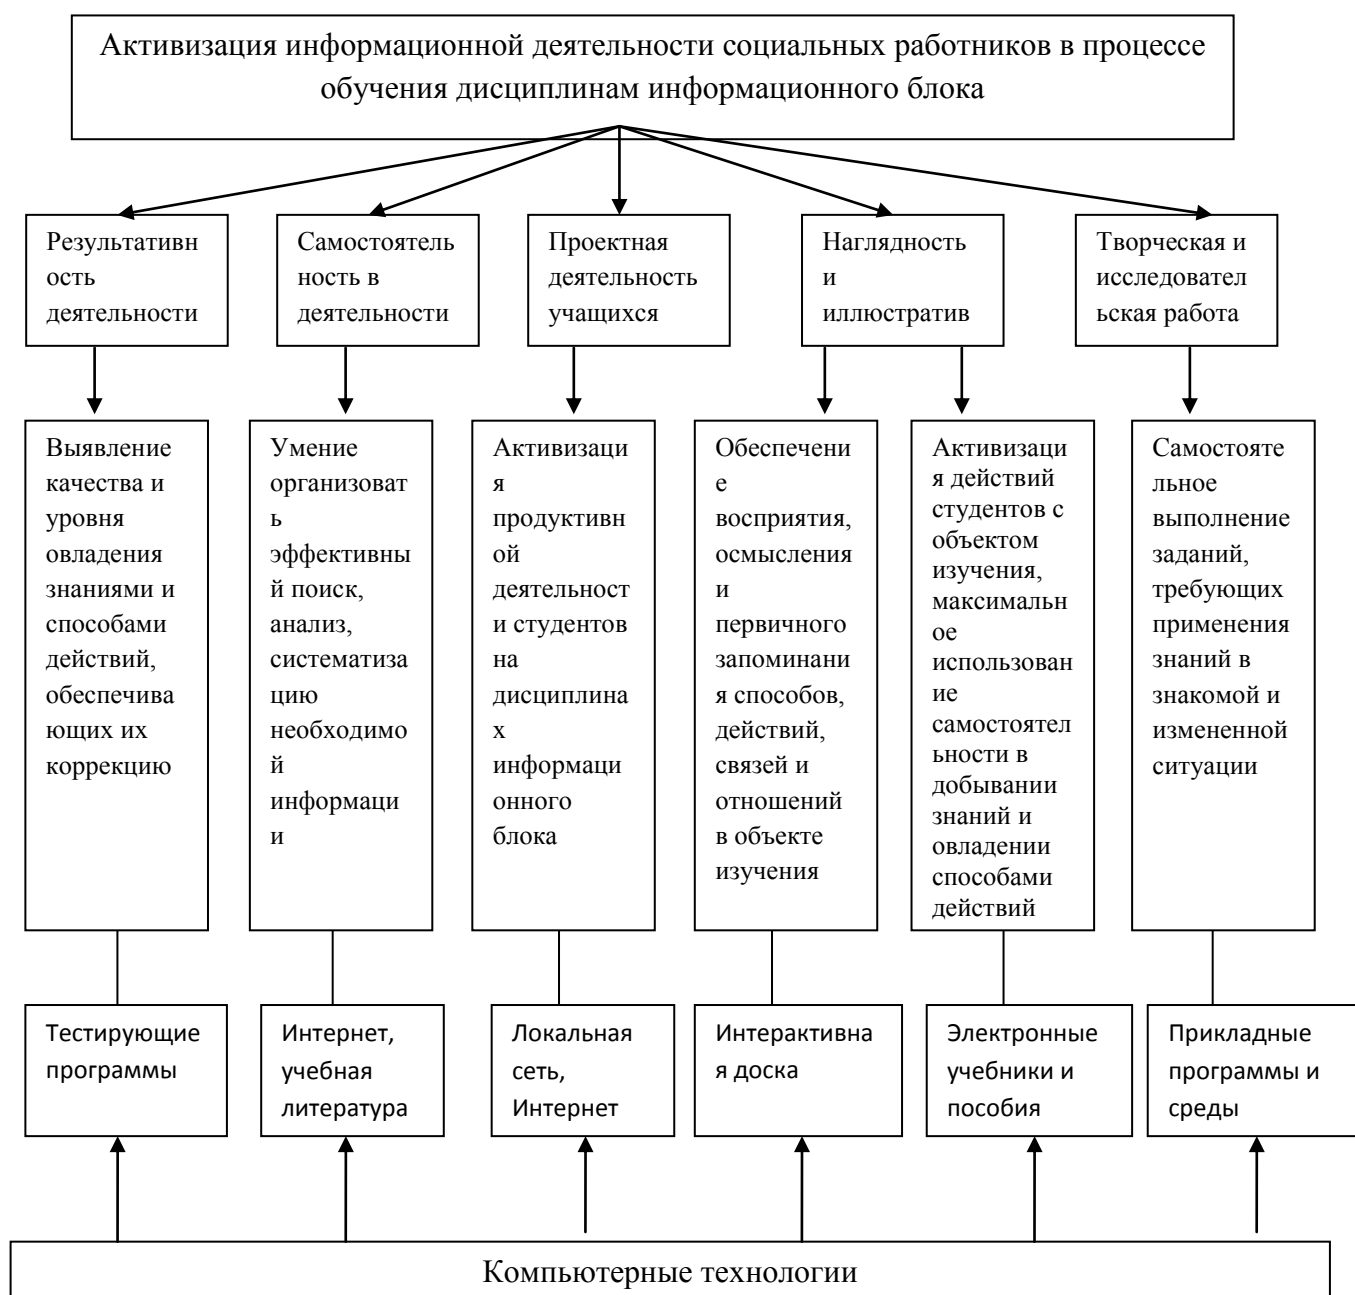 Активизация информационной деятельности социальных работников в процессе
обучения дисциплинам информационного блока
Результативн
ость
деятельности
Самостоятель
ность в
деятельности
Проектная
деятельность
учащихся
Наглядность
и
иллюстратив
Творческая и
исследовател
ьская работа
Выявление
качества и
уровня
овладения
знаниями и
способами
действий,
обеспечива
ющих их
коррекцию
Умение
организоват
ь
эффективны
й поиск,
анализ,
систематиза
цию
необходимо
й
информаци
и
Активизаци
я
продуктивн
ой
деятельност
и студентов
на
дисциплина
х
информаци
онного
блока
Обеспечени
е
восприятия,
осмысления
и
первичного
запоминани
я способов,
действий,
связей и
отношений
в объекте
изучения
Активизаци
я действий
студентов с
объектом
изучения,
максимальн
ое
использован
ие
самостоятел
ьности в
добывании
знаний и
овладении
способами
действий
Самостояте
льное
выполнение
заданий,
требующих
применения
знаний в
знакомой и
измененной
ситуации
Тестирующие
программы
Интернет,
учебная
литература
Локальная
сеть,
Интернет
Интерактивна
я доска
Электронные
учебники и
пособия
Прикладные
программы и
среды
Компьютерные технологии